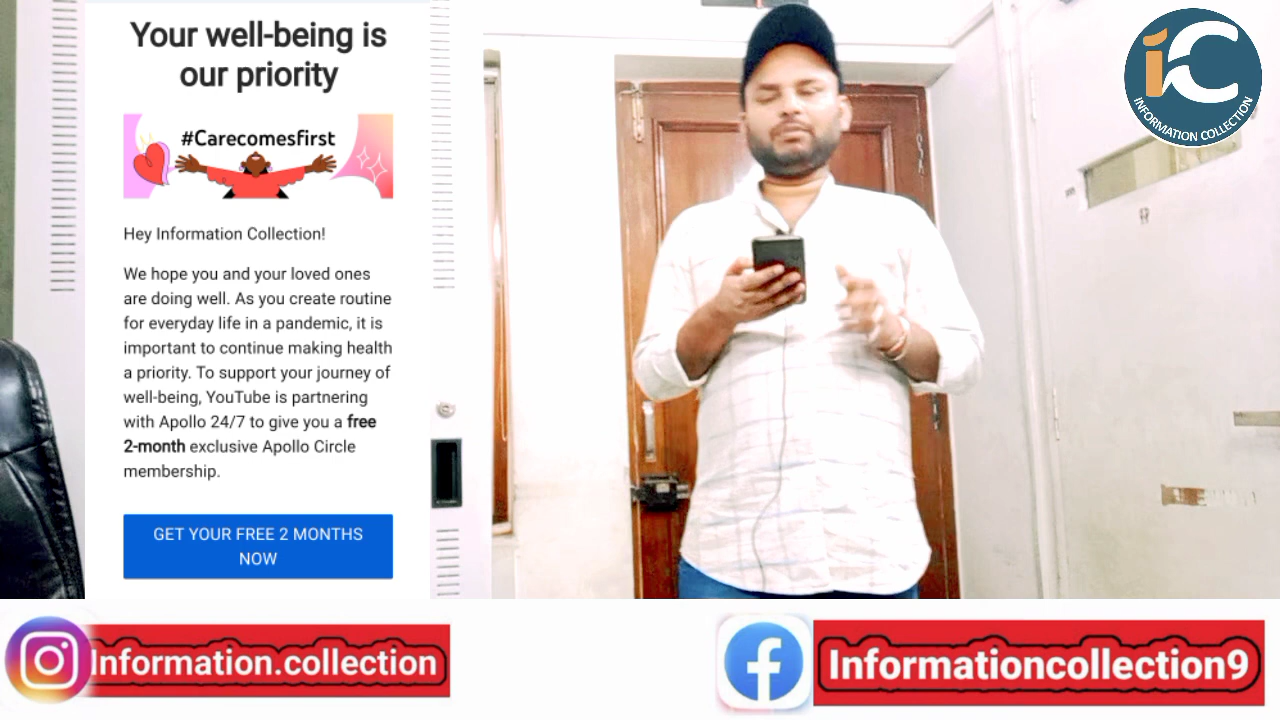 Your well-being is
our priority
#Carecomesfirst
Hey Information Collection!
We hope you and your loved ones
are doing well. As you create routine
for everyday life in a pandemic, it is
important to continue making health
a priority. To support your journey of
well-being, YouTube is partnering
with Apollo 24/7 to give you a free
2-month exclusive Apollo Circle
membership.
GET YOUR FREE 2 MONTHS
NOW
iC
INFORMATION COLLECTION
Information.collection
Informationcollection9